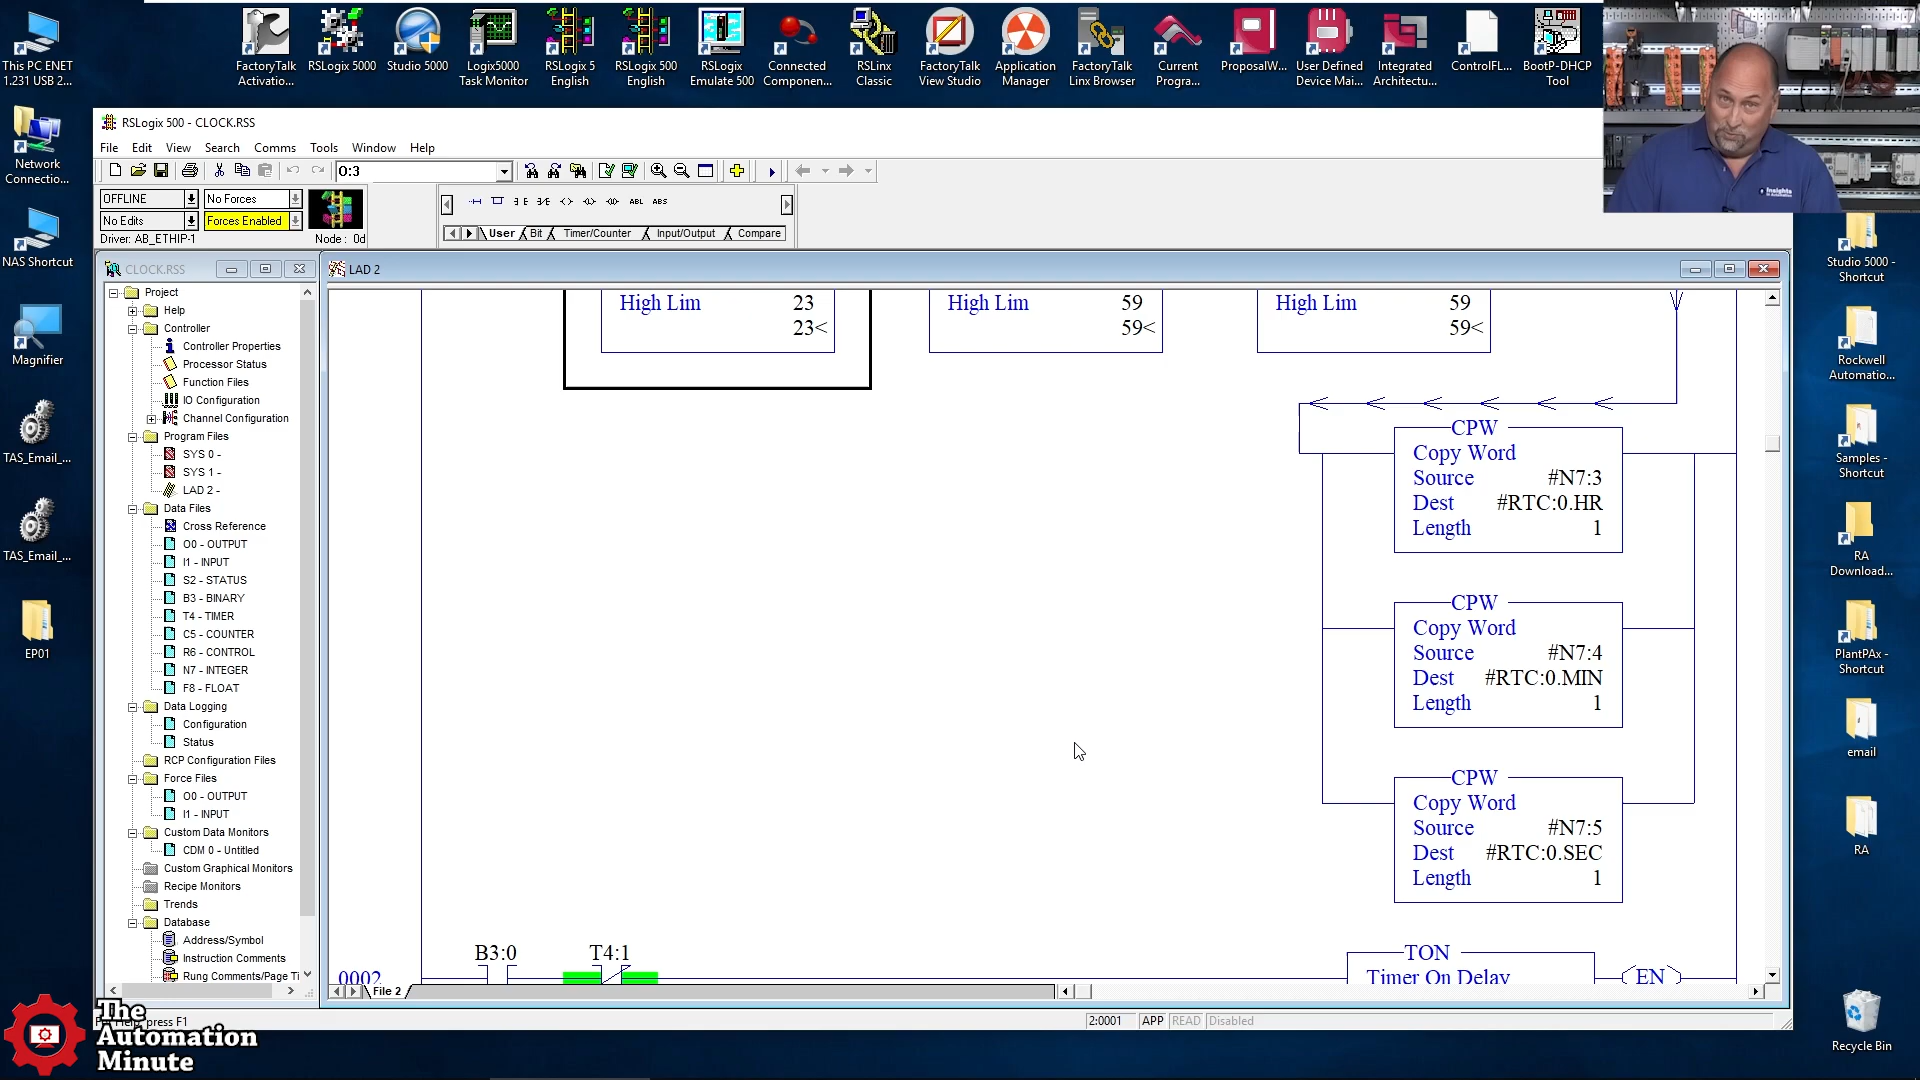 This PC ENET
1.231 USB 2...
FactoryTalk
Activatio...
RSLogix 5000
Studio 5000
Logix5000
Task Monitor
RSLogix 5
English
RSLogix 500
English
RSLogix
Emulate 500
Connected
Componen...
RSLinx
Classic
FactoryTalk
View Studio
Application
Manager
FactoryTalk
Linx Browser
Current
Progra...
ProposalW...
User Defined
Device Mai...
Integrated
Architectu...
ControlFL...
BootP-DHCP
Tool
Insights
Network
Connectio...
NAS Shortcut
Magnifier
TAS_Email_...
TAS_Email_...
EP01
RSLogix 500 - CLOCK.RSS
File Edit View Search Comms Tools Window Help
O:3
OFFLINE No Forces
No Edits Forces Enabled
Driver: AB_ETHIP-1 Node : 0d
ABL ABS
User Bit Timer/Counter Input/Output Compare
CLOCK.RSS
Project
Help
Controller
Controller Properties
Processor Status
Function Files
IO Configuration
Channel Configuration
Program Files
SYS 0 -
SYS 1 -
LAD 2 -
Data Files
Cross Reference
O0 - OUTPUT
I1 - INPUT
S2 - STATUS
B3 - BINARY
T4 - TIMER
C5 - COUNTER
R6 - CONTROL
N7 - INTEGER
F8 - FLOAT
Data Logging
Configuration
Status
RCP Configuration Files
Force Files
O0 - OUTPUT
I1 - INPUT
Custom Data Monitors
CDM 0 - Untitled
Custom Graphical Monitors
Recipe Monitors
Trends
Database
Address/Symbol
Instruction Comments
Rung Comments/Page Ti
LAD 2
High Lim 23
23<
High Lim 59
59<
High Lim 59
59<
CPW
Copy Word
Source #N7:3
Dest #RTC:0.HR
Length 1
CPW
Copy Word
Source #N7:4
Dest #RTC:0.MIN
Length 1
CPW
Copy Word
Source #N7:5
Dest #RTC:0.SEC
Length 1
0002
B3:0
T4:1
TON
Timer On Delay
EN
File 2
press F1
2:0001 APP READ Disabled
Studio 5000 -
Shortcut
Rockwell
Automatio...
Samples -
Shortcut
RA
Download...
PlantPAx -
Shortcut
email
RA
Recycle Bin
The
Automation
Minute